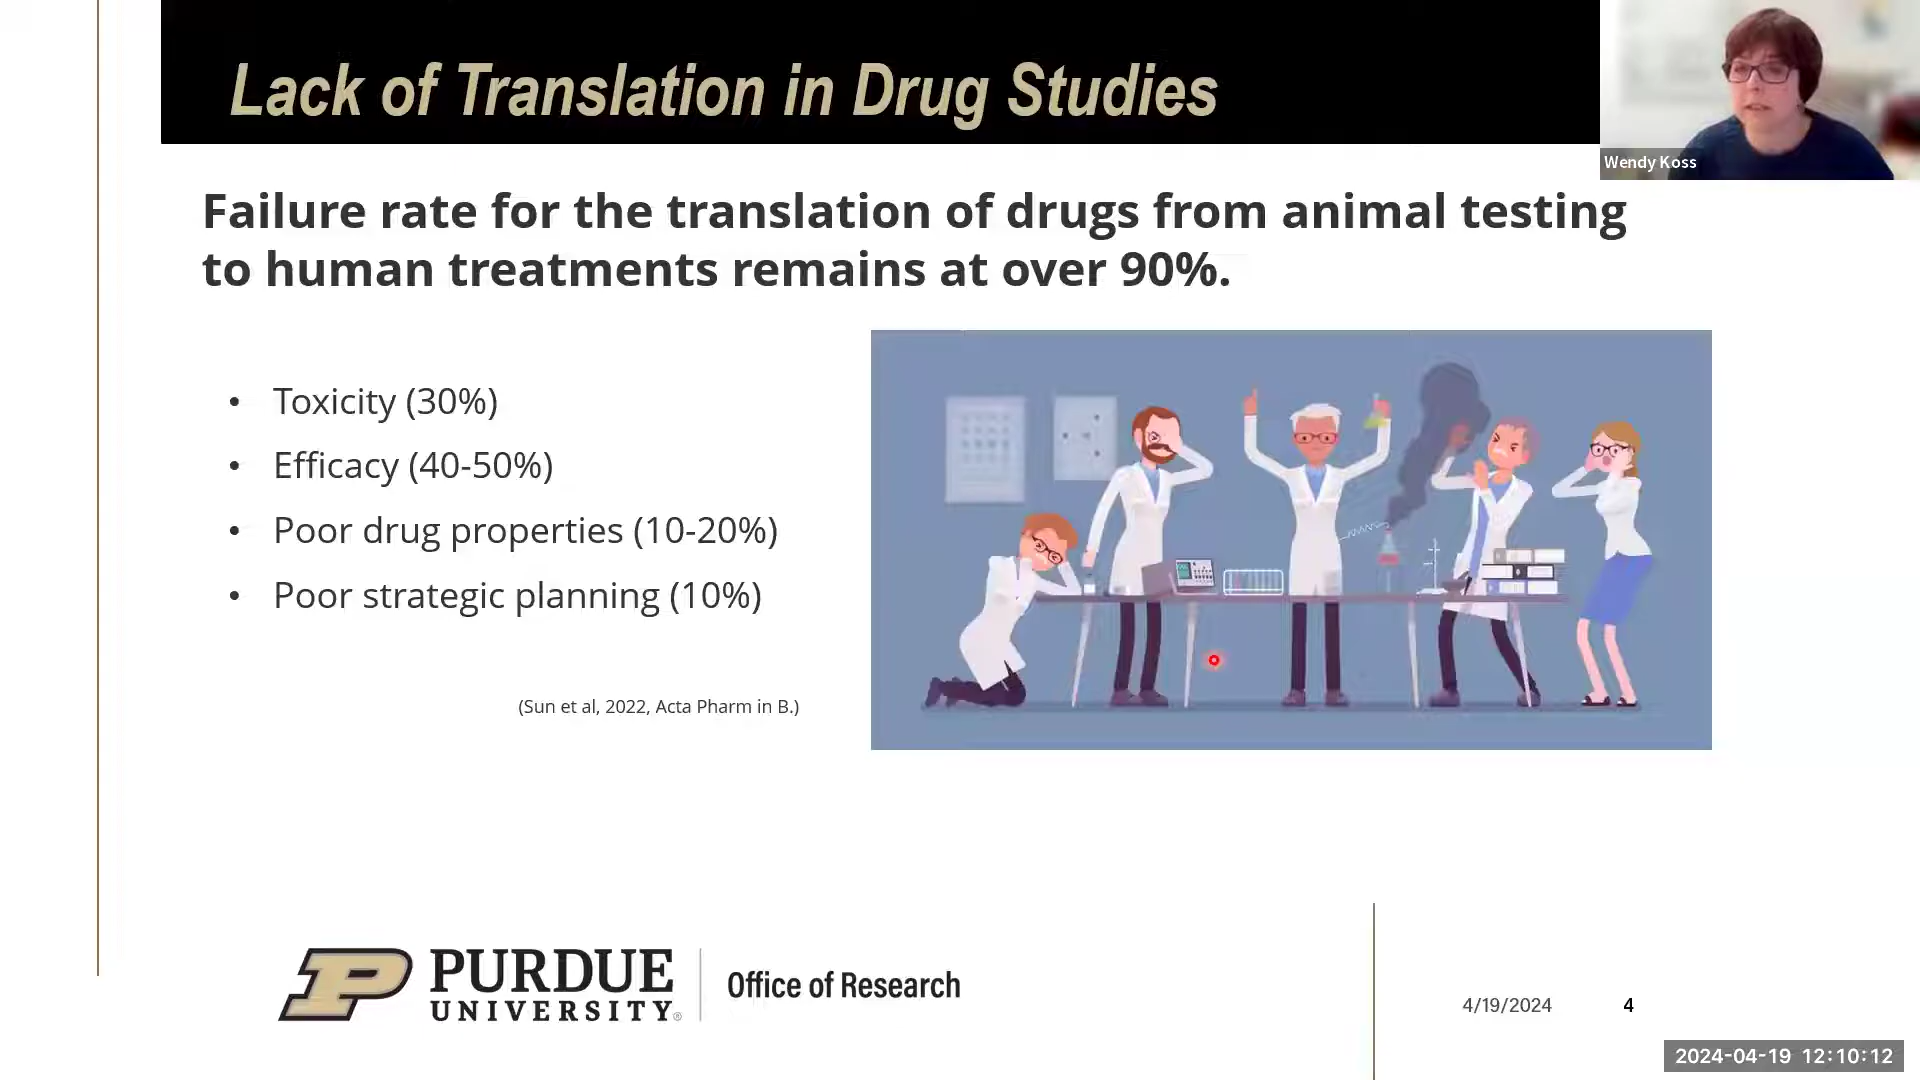 Lack of Translation in Drug Studies
Wendy Koss
Failure rate for the translation of drugs from animal testing
to human treatments remains at over 90%.
• Toxicity (30%)
• Efficacy (40-50%)
• Poor drug properties (10-20%)
• Poor strategic planning (10%)
(Sun et al, 2022, Acta Pharm in B.)
P PURDUE
UNIVERSITY®
Office of Research
4/19/2024
4
2024-04-19 12:10:12